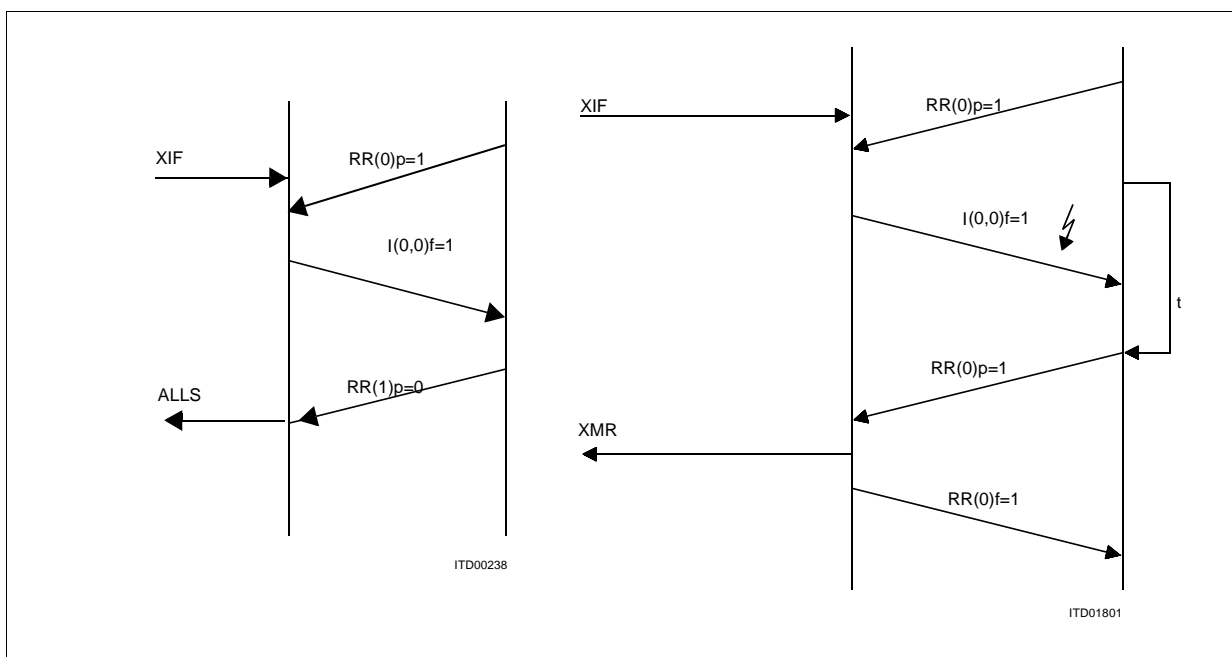 XIF
RR(0)p=1
I(0,0)f=1
RR(1)p=0
ALLS
ITD00238
XIF
RR(0)p=1
I(0,0)f=1
t
RR(0)p=1
XMR
RR(0)f=1
ITD01801